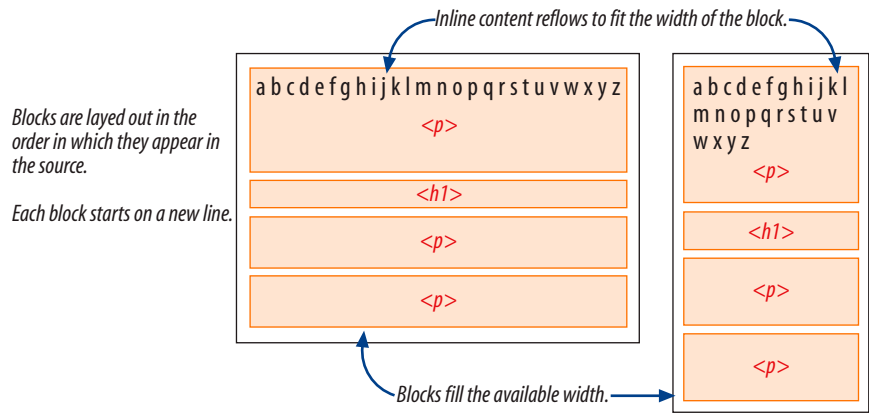 Inline content reflows to fit the width of the block.
Blocks are layed out in the
order in which they appear in
the source.
Each block starts on a new line.
a b c d e f g h i j k l m n o p q r s t u v w x y z
<p>
<h1>
<p>
<p>
a b c d e f g h i j k l
m n o p q r s t u v
w x y z
<p>
<h1>
<p>
<p>
Blocks fill the available width.